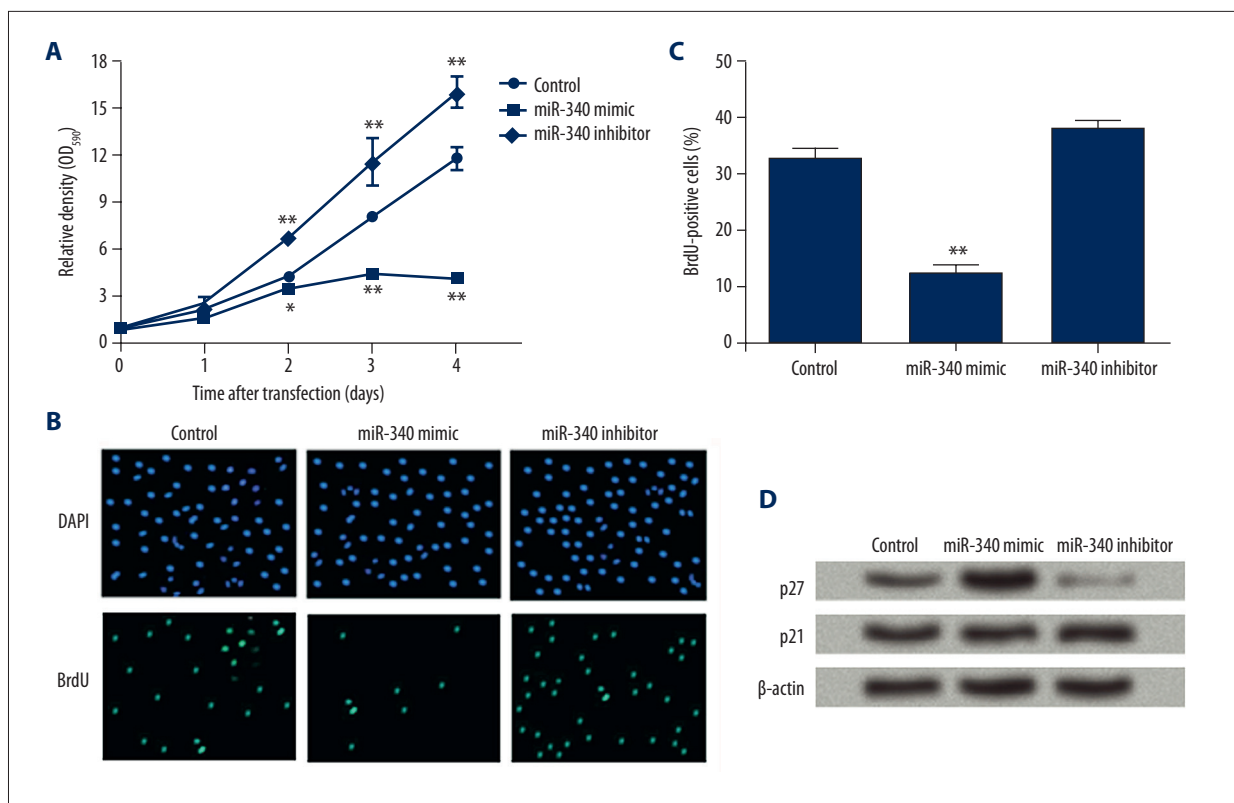 A
18
15
12
9
6
3
0
Relative density (OD590)
0 1 2 3 4
Time after transfection (days)
**
**
**
*
**
**
Control
miR-340 mimic
miR-340 inhibitor
C
50
40
30
20
10
0
BrdU-positive cells (%)
**
Control miR-340 mimic miR-340 inhibitor
B
Control miR-340 mimic miR-340 inhibitor
DAPI
BrdU
D
Control miR-340 mimic miR-340 inhibitor
p27
p21
β-actin